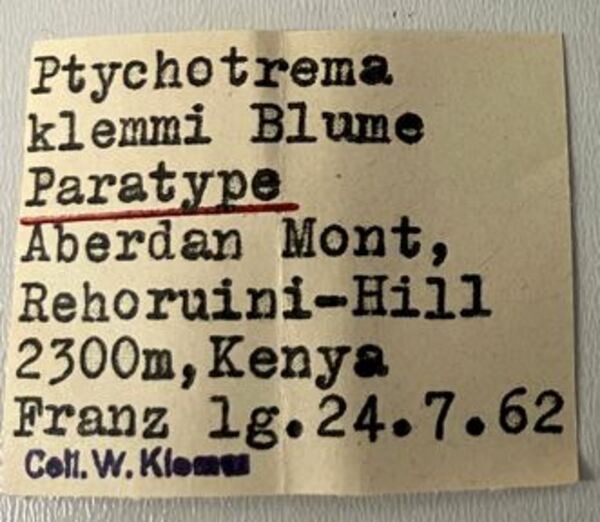 Ptychotrema
klemmi Blume
Paratype
Aberdan Mont,
Rehoruini-Hill
2300m,Kenya
Franz lg.24.7.62
Coll.W.Klemm